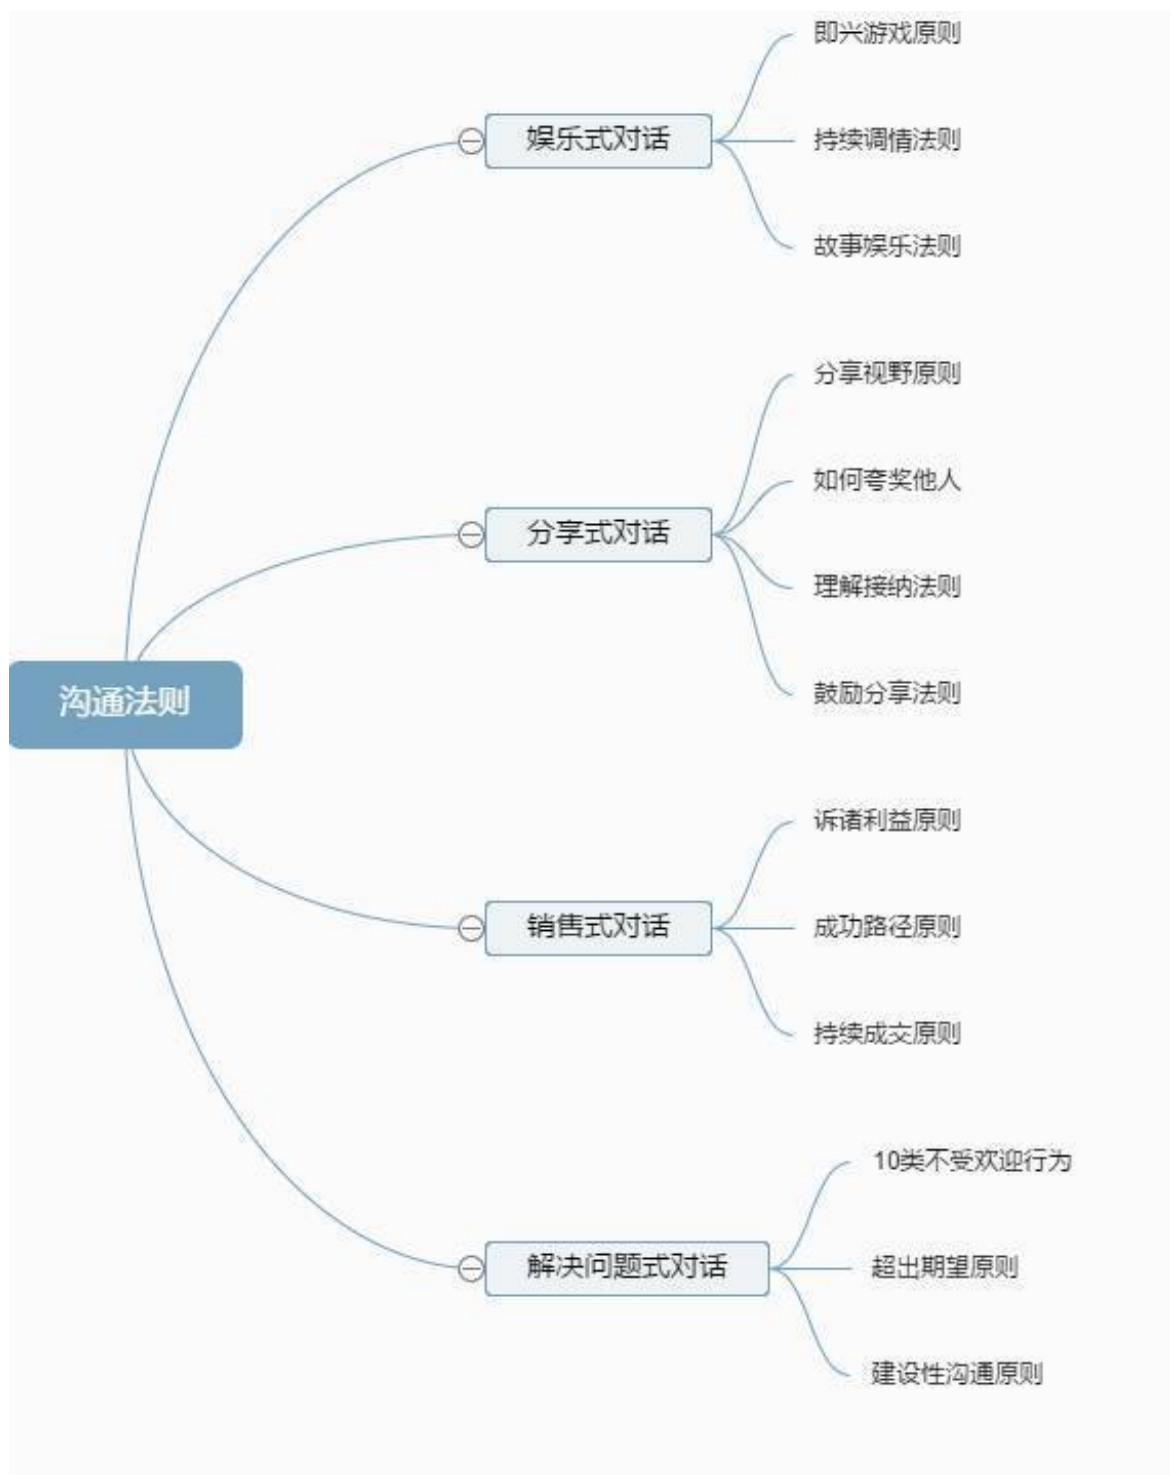 沟通法则
娱乐式对话
即兴游戏原则
持续调情法则
故事娱乐法则
分享式对话
分享视野原则
如何夸奖他人
理解接纳法则
鼓励分享法则
销售式对话
诉诸利益原则
成功路径原则
持续成交原则
解决问题式对话
10类不受欢迎行为
超出期望原则
建设性沟通原则